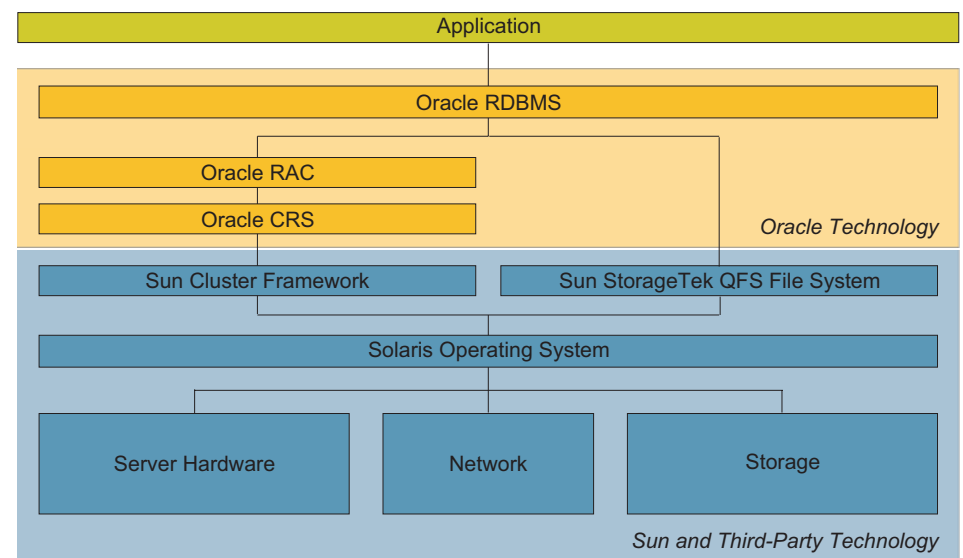 Application
Oracle RDBMS
Oracle RAC
Oracle CRS
Oracle Technology
Sun Cluster Framework
Sun StorageTek QFS File System
Solaris Operating System
Server Hardware
Network
Storage
Sun and Third-Party Technology